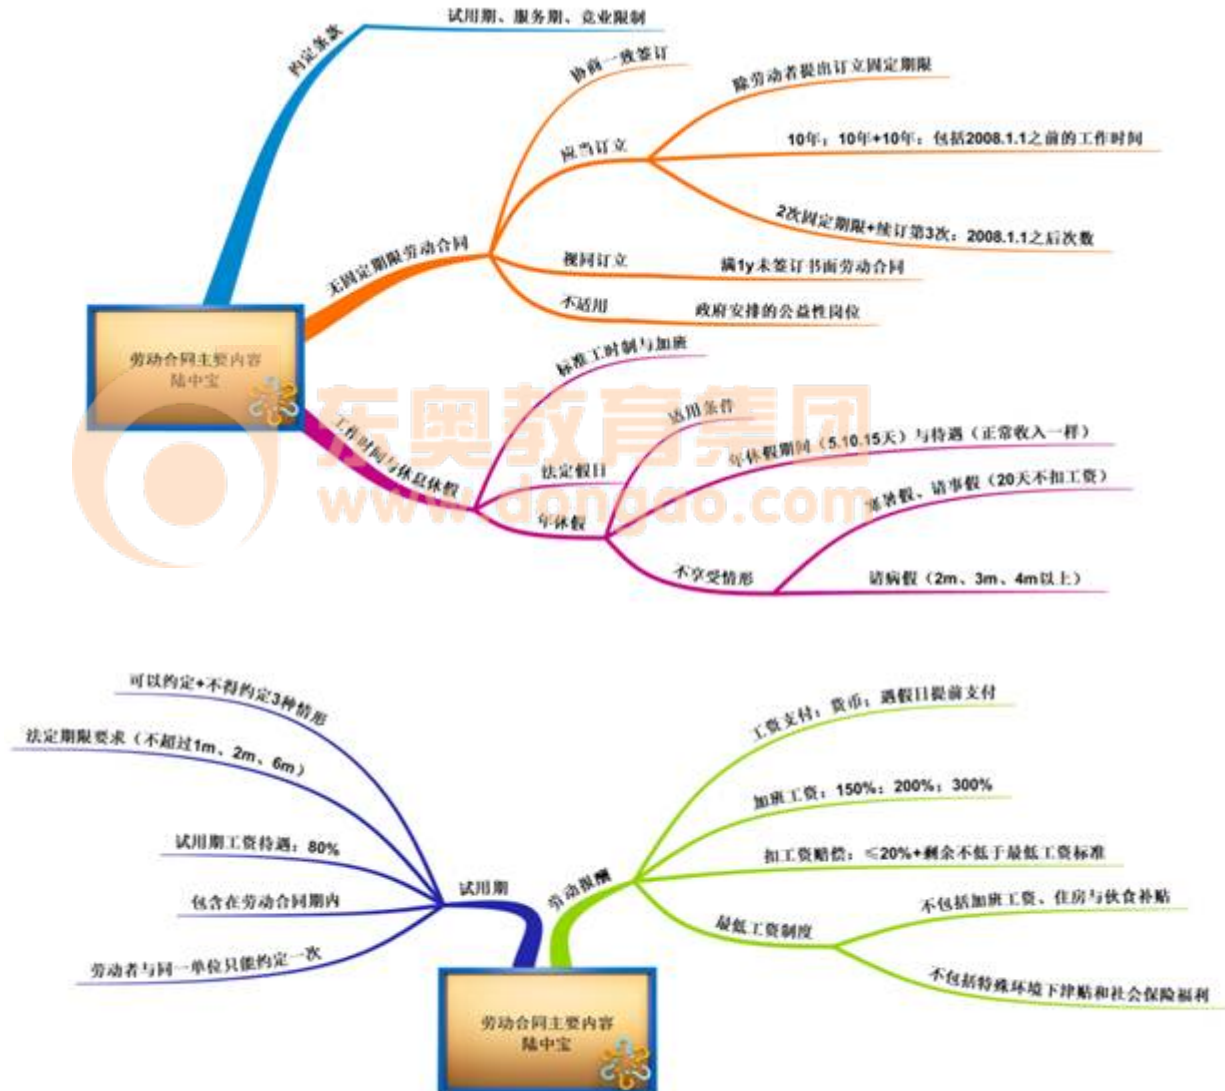 约定条款
试用期、服务期、竞业限制
无固定期限劳动合同
协商一致签订
应当订立
除劳动者提出订立固定期限
10年；10年+10年：包括2008.1.1之前的工作时间
2次固定期限+续订第3次：2008.1.1之后次数
视同订立
满1y未签订书面劳动合同
不适用
政府安排的公益性岗位
劳动合同主要内容
陆中宝
工作时间与休息休假
标准工时制与加班
法定假日
年休假
适用条件
年休假期间（5.10.15天）与待遇（正常收入一样）
不享受情形
寒暑假、请事假（20天不扣工资）
请病假（2m、3m、4m以上）
东奥教育集团
www.dongao.com
可以约定+不得约定3种情形
法定期限要求（不超过1m、2m、6m）
试用期工资待遇：80%
包含在劳动合同期内
劳动者与同一单位只能约定一次
试用期
劳动报酬
工资支付：货币；遇假日提前支付
加班工资：150%；200%；300%
扣工资赔偿：≤20%+剩余不低于最低工资标准
最低工资制度
不包括加班工资、住房与伙食补贴
不包括特殊环境下津贴和社会保险福利
劳动合同主要内容
陆中宝